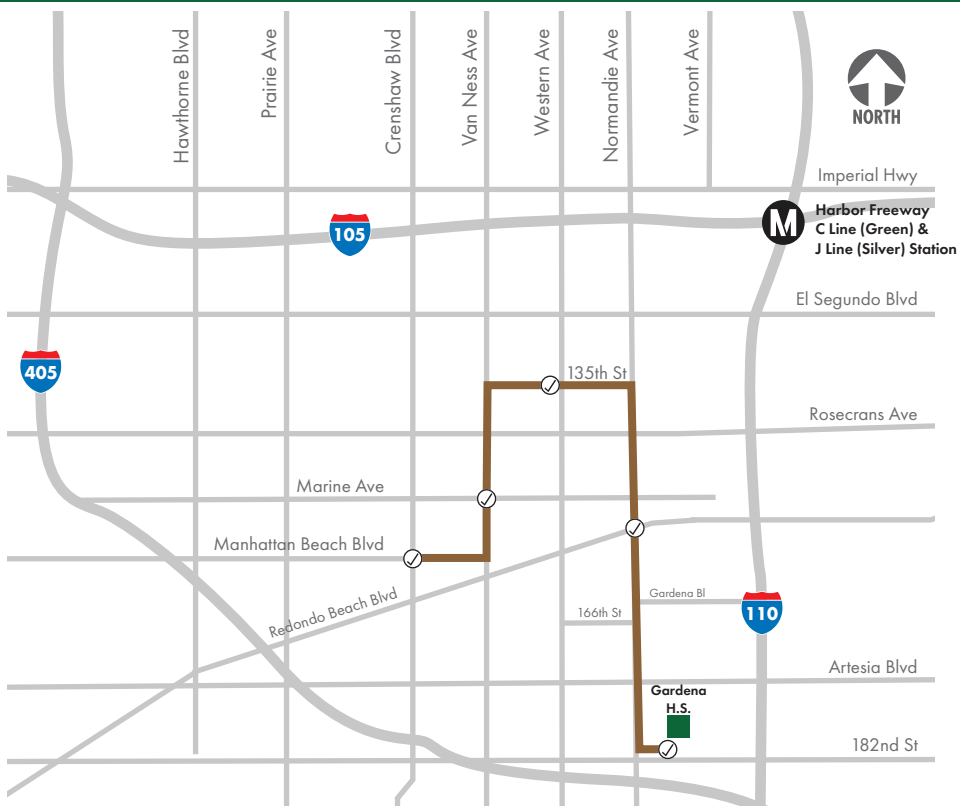 Hawthorne Blvd
Prairie Ave
Crenshaw Blvd
Van Ness Ave
Western Ave
Normandie Ave
Vermont Ave
NORTH
Imperial Hwy
M
Harbor Freeway
C Line (Green) &
J Line (Silver) Station
105
El Segundo Blvd
405
135th St
Rosecrans Ave
Marine Ave
Manhattan Beach Blvd
Redondo Beach Blvd
Gardena Bl
166th St
110
Artesia Blvd
Gardena
H.S.
182nd St